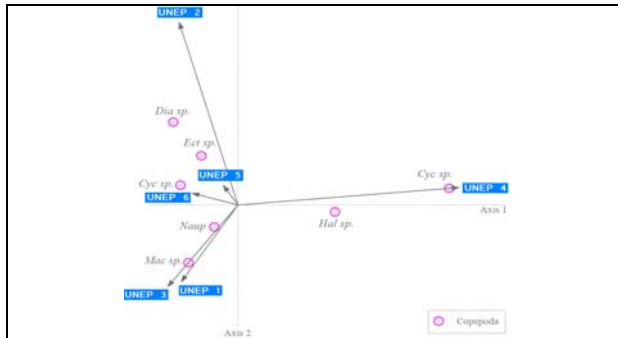 UNEP 2
Dia sp.
Ect sp.
UNEP 5
Cyc sp.
UNEP 6
Cyc sp.
UNEP 4
Axis 1
Hal sp.
Naup
Mac sp.
UNEP 1
UNEP 3
Copepoda
Axis 2